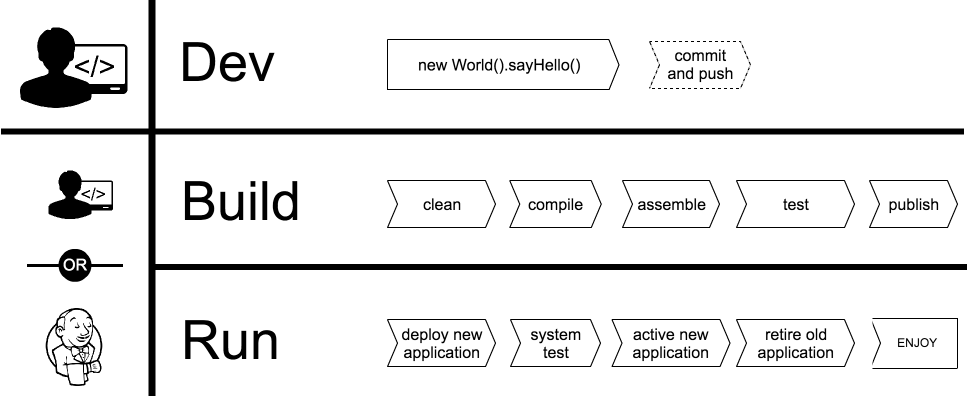 </>
Dev
new World().sayHello()
commit
and push
</>
Build
clean
compile
assemble
test
publish
OR
Run
deploy new
application
system
test
active new
application
retire old
application
ENJOY